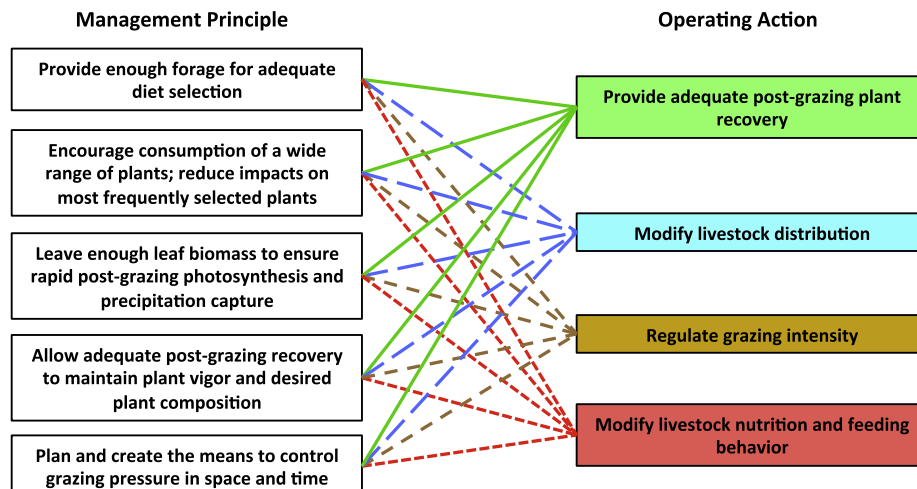 Management Principle
Operating Action
Provide enough forage for adequate
diet selection
Encourage consumption of a wide
range of plants; reduce impacts on
most frequently selected plants
Leave enough leaf biomass to ensure
rapid post-grazing photosynthesis and
precipitation capture
Allow adequate post-grazing recovery
to maintain plant vigor and desired
plant composition
Plan and create the means to control
grazing pressure in space and time
Provide adequate post-grazing plant
recovery
Modify livestock distribution
Regulate grazing intensity
Modify livestock nutrition and feeding
behavior